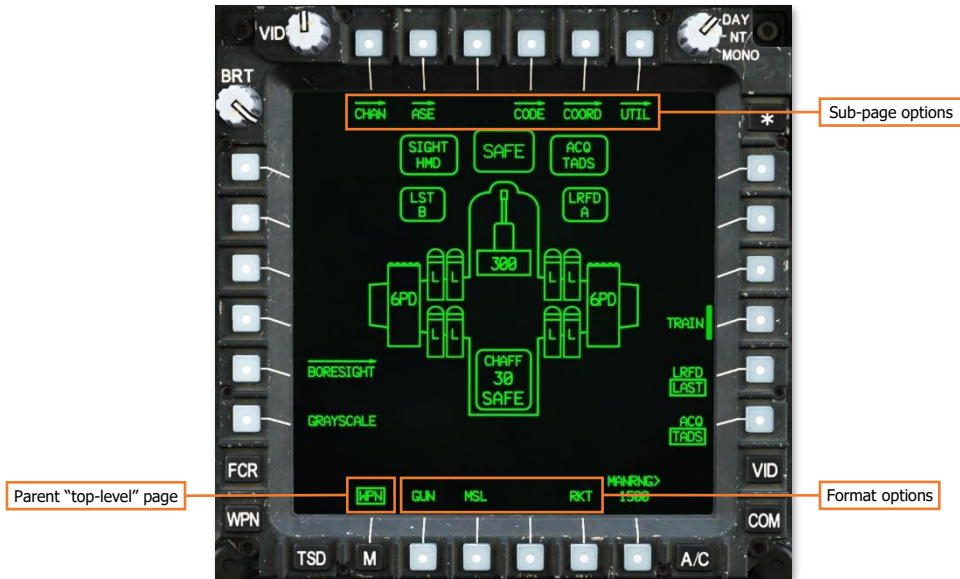 VID
DAY
NT
MONO
BRT
CHAN ASE CODE COORD UTIL
Sub-page options
*
SIGHT
HMD
SAFE
ACQ
TADS
LST
B
LRFD
A
300
6PD
L L
L L
6PD
L L
L L
TRAIN
BORESIGHT
CHAFF
30
SAFE
LRFD
LAST
GRAYSCALE
ACQ
TADS
FCR
VID
Parent “top-level” page
WPN GUN MSL RKT
MANRNG>
1500
Format options
WPN
COM
TSD M A/C